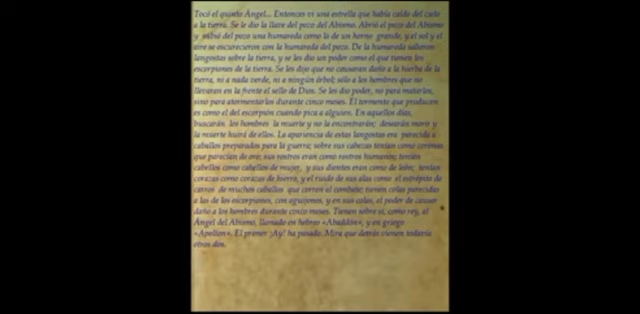 Tocó el quinto Ángel... Entonces vi una estrella que había caído del cielo
a la tierra. Se le dio la llave del pozo del Abismo. Abrió el pozo del Abismo
y subió del pozo una humareda como la de un horno grande, y el sol y el
aire se oscurecieron con la humareda del pozo. De la humareda salieron
langostas sobre la tierra, y se les dio un poder como el que tienen los
escorpiones de la tierra. Se les dijo que no causaran daño a la hierba de la
tierra, ni a nada verde, ni a ningún árbol; sólo a los hombres que no
llevaran en la frente el sello de Dios. Se les dio poder, no para matarlos,
sino para atormentarlos durante cinco meses. El tormento que producen
es como el del escorpión cuando pica a alguien. En aquellos días,
buscarán los hombres la muerte y no la encontrarán; desearán morir y
la muerte huirá de ellos. La apariencia de estas langostas era parecida a
caballos preparados para la guerra; sobre sus cabezas tenían como coronas
que parecían de oro; sus rostros eran como rostros humanos; tenían
cabellos como cabellos de mujer, y sus dientes eran como de lobo; tenían
corazas como corazas de hierro, y el ruido de sus alas como el estrépito de
carros de muchos caballos que corren al combate; tienen colas parecidas
a las de los escorpiones, con aguijones, y en sus colas, el poder de causar
daño a los hombres durante cinco meses. Tienen sobre sí, como rey, al
Ángel del Abismo, llamado en hebreo «Abaddón», y en griego
«Apolíon». El primer ¡Ay! ha pasado. Mira que detrás vienen todavía
otros dos.